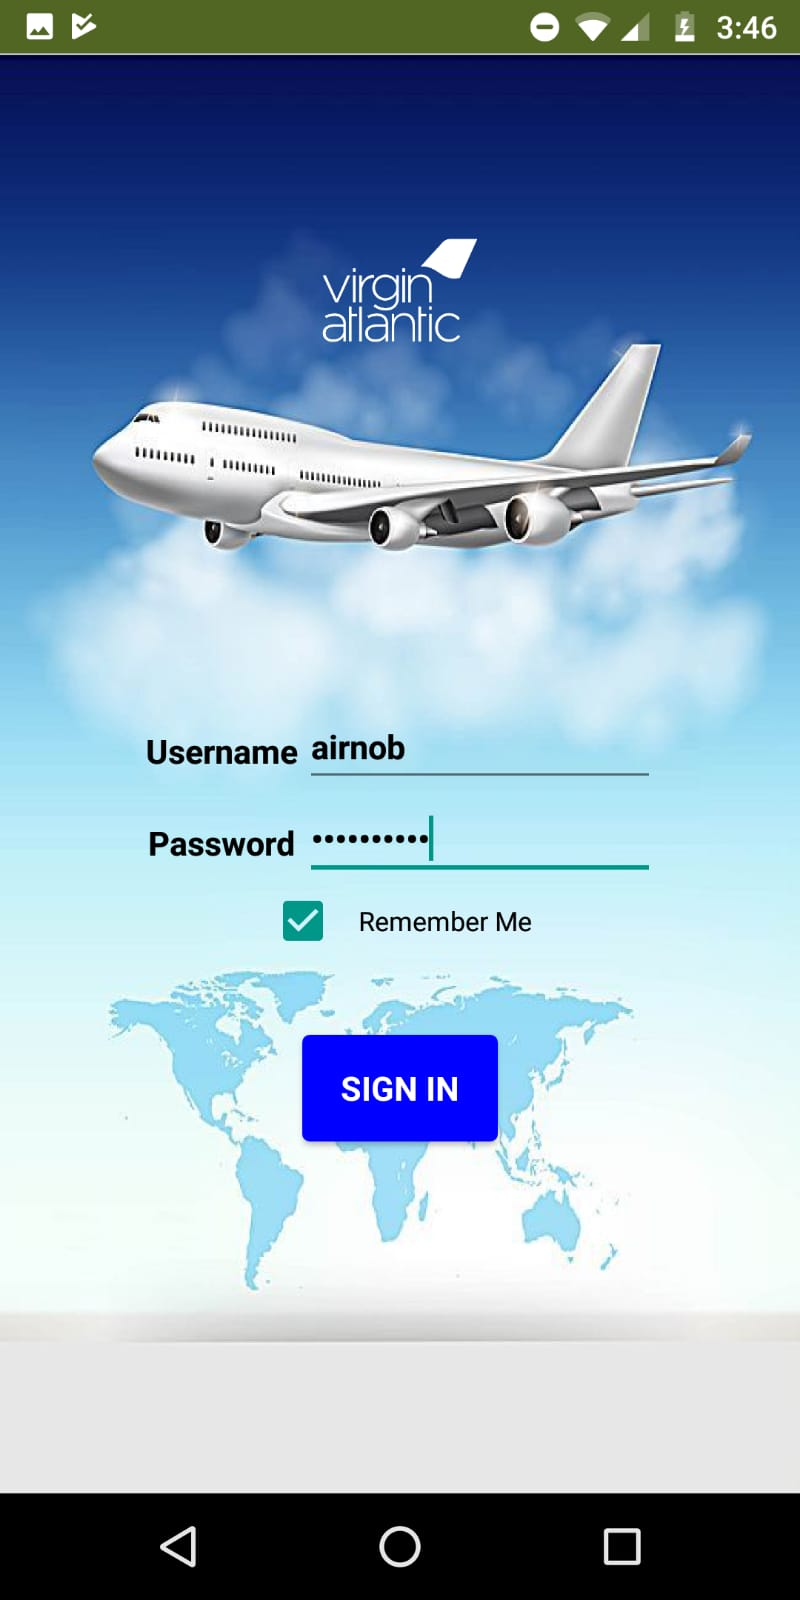 3:46
virgin
atlantic
Username airnob
Password ••••••••••
Remember Me
SIGN IN